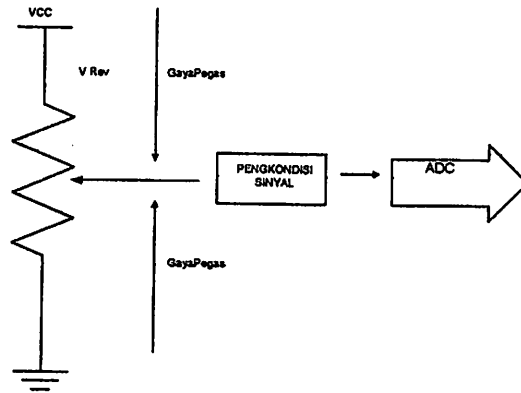 VCC
V Rev
GayaPegas
PENGKONDISI
SINYAL
ADC
GayaPegas